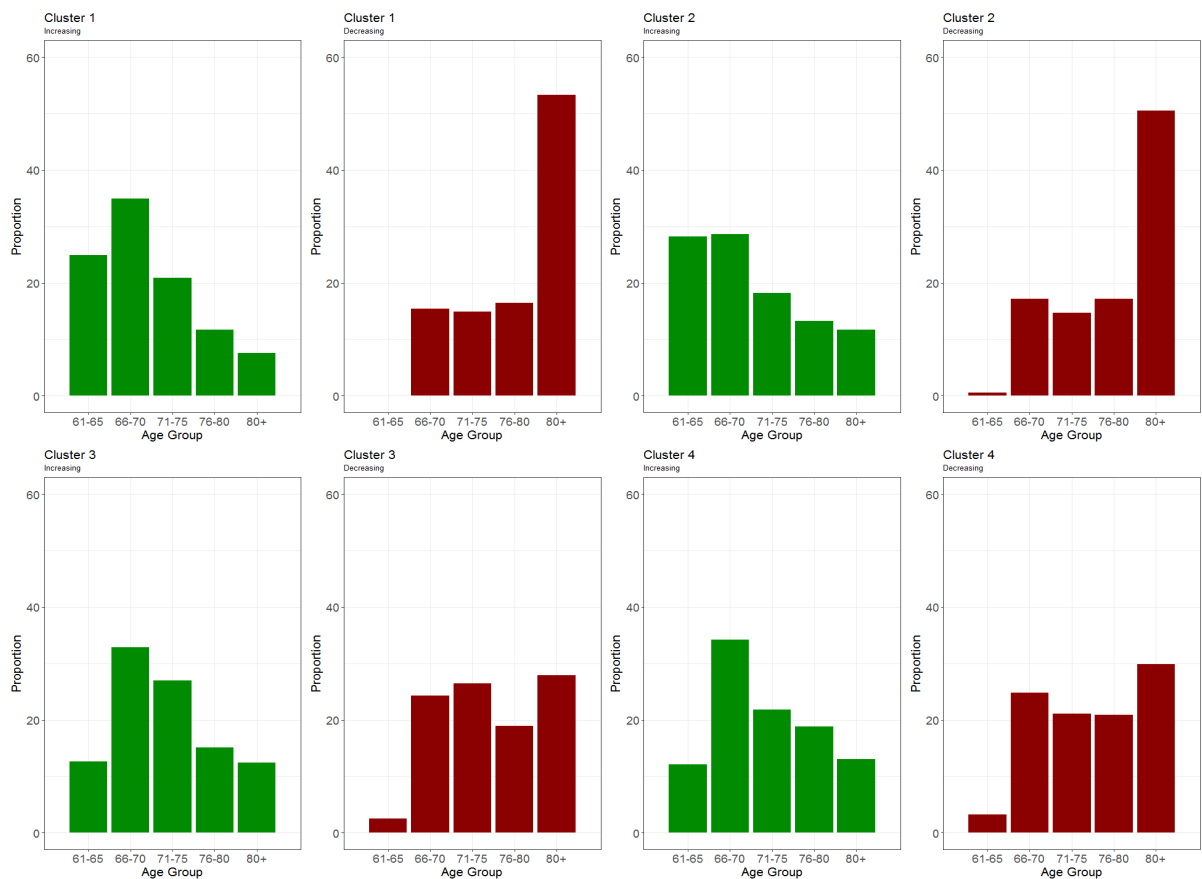 Cluster 1
Increasing
60
40
20
0
Proportion
61-65 66-70 71-75 76-80 80+
Age Group
Cluster 1
Decreasing
60
40
20
0
Proportion
61-65 66-70 71-75 76-80 80+
Age Group
Cluster 2
Increasing
60
40
20
0
Proportion
61-65 66-70 71-75 76-80 80+
Age Group
Cluster 2
Decreasing
60
40
20
0
Proportion
61-65 66-70 71-75 76-80 80+
Age Group
Cluster 3
Increasing
60
40
20
0
Proportion
61-65 66-70 71-75 76-80 80+
Age Group
Cluster 3
Decreasing
60
40
20
0
Proportion
61-65 66-70 71-75 76-80 80+
Age Group
Cluster 4
Increasing
60
40
20
0
Proportion
61-65 66-70 71-75 76-80 80+
Age Group
Cluster 4
Decreasing
60
40
20
0
Proportion
61-65 66-70 71-75 76-80 80+
Age Group